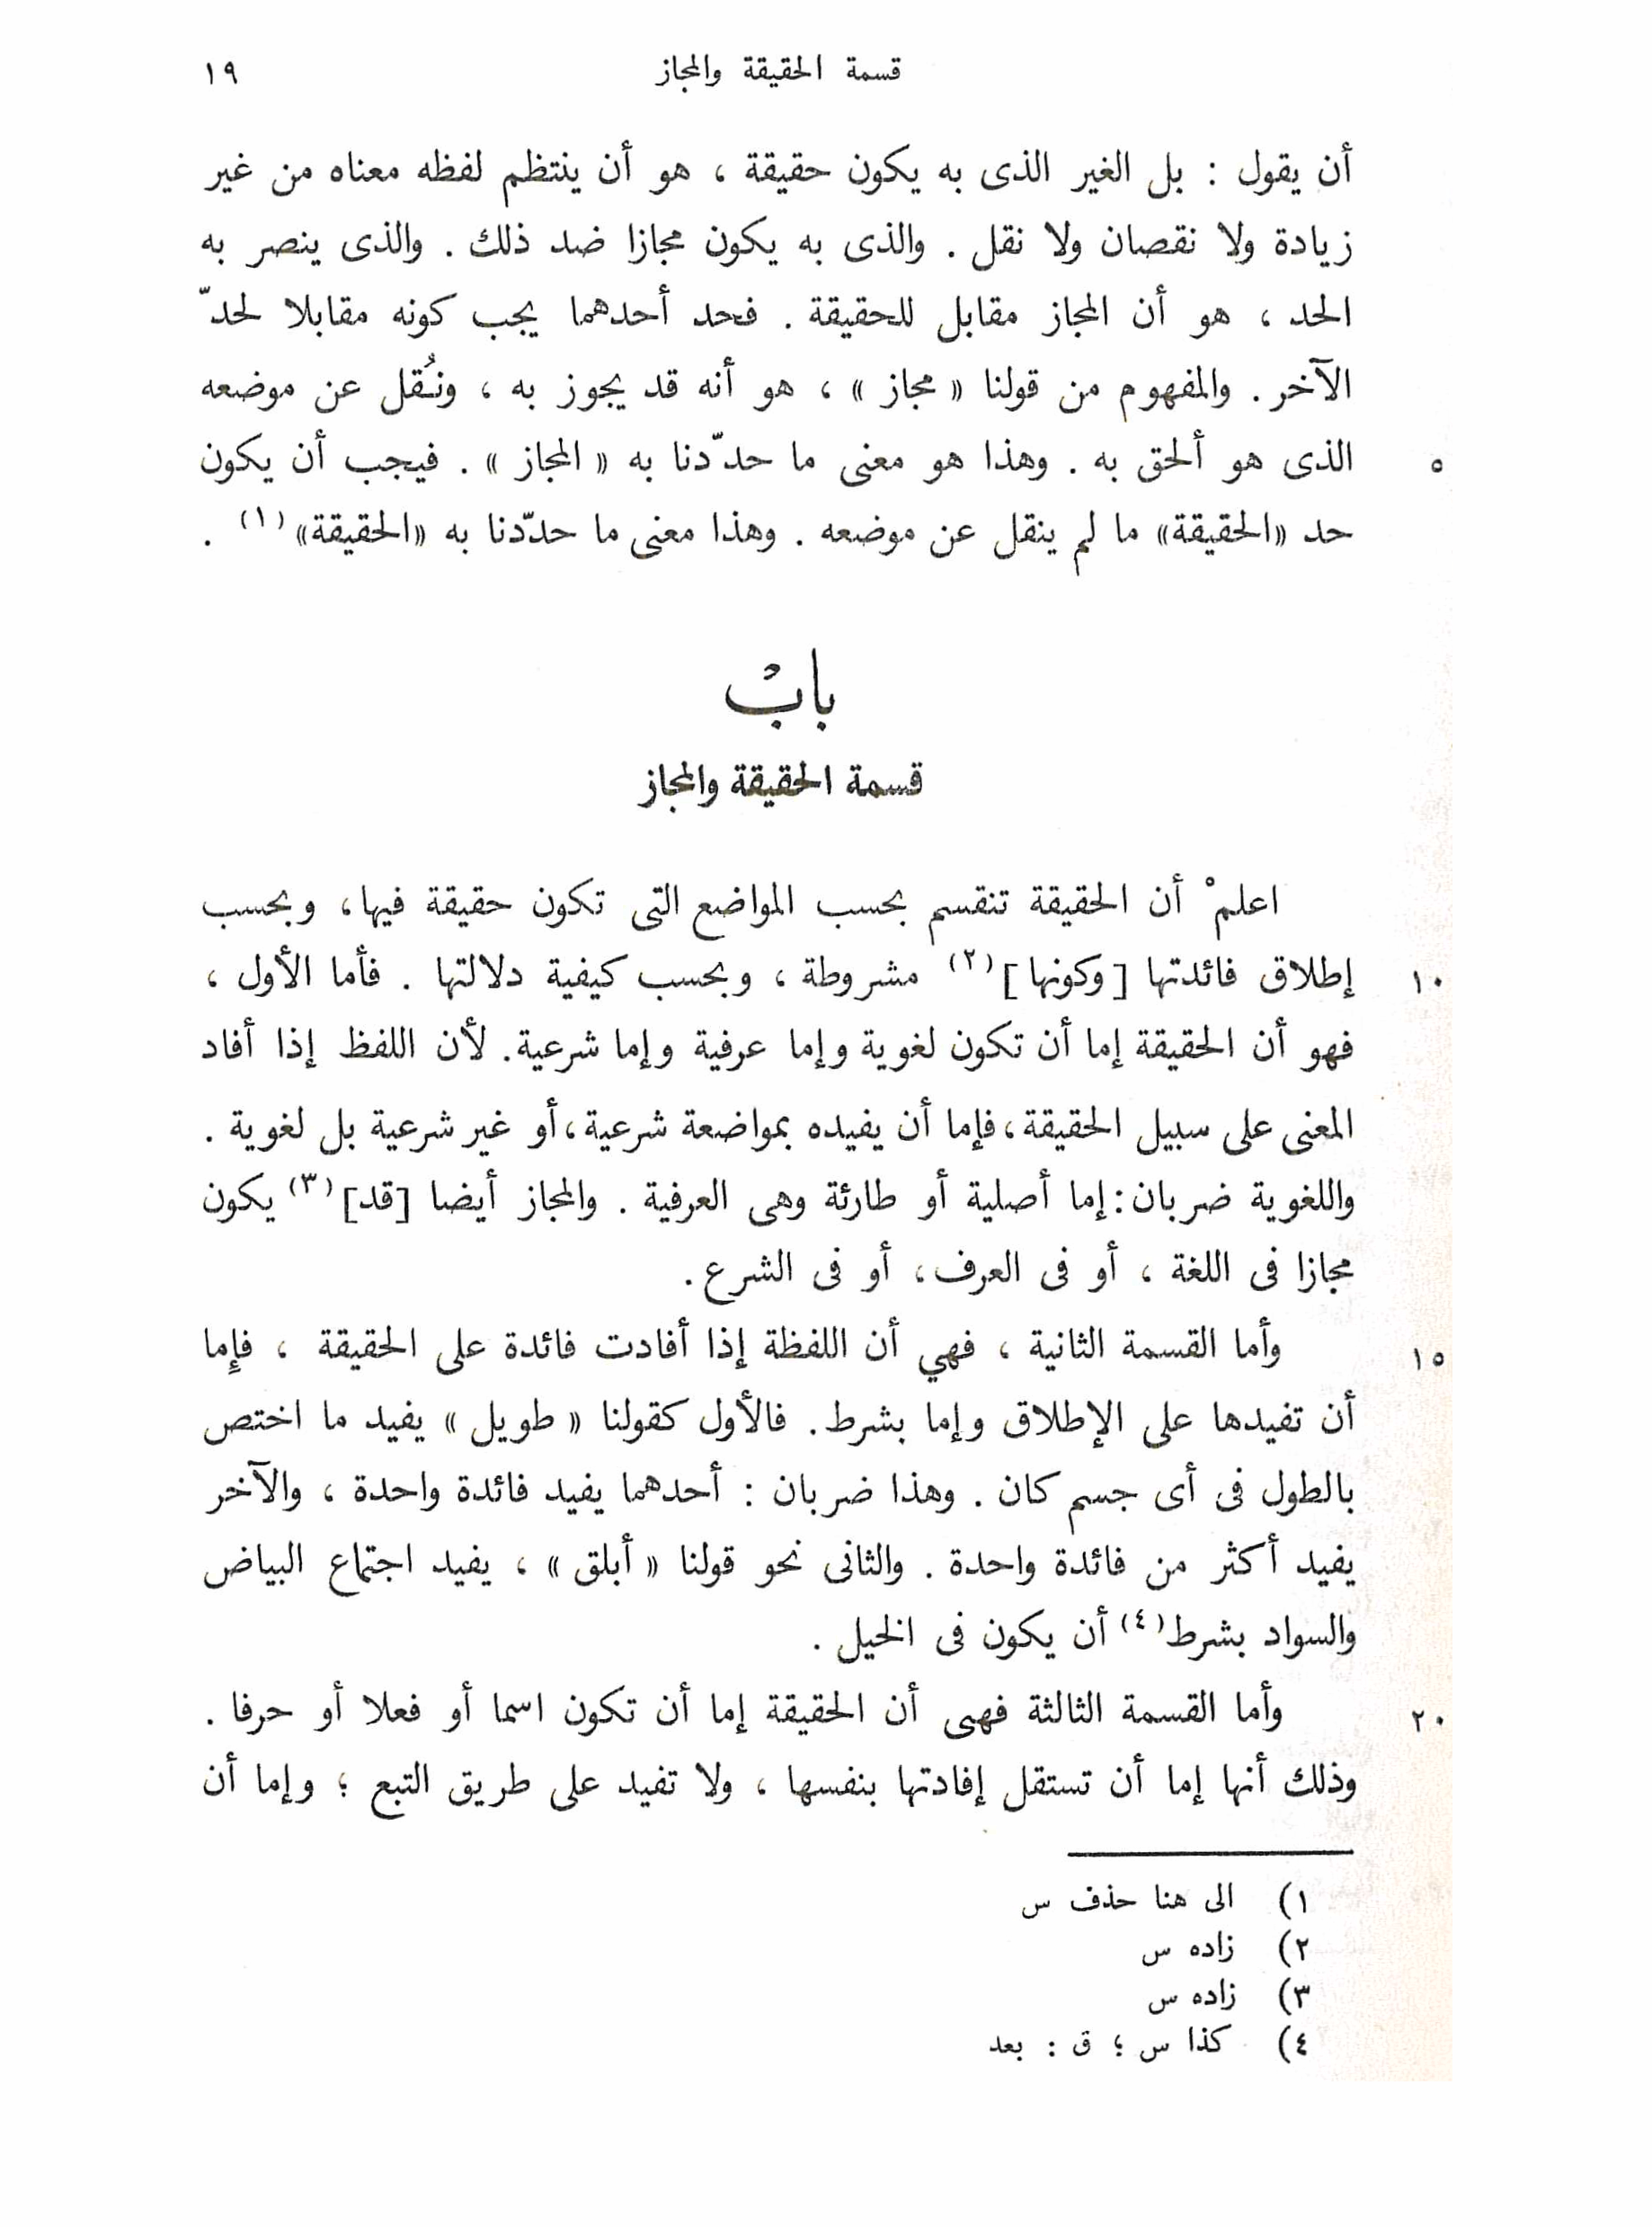 قسمة الحقيقة والمجاز ١٩
أن يقول : بل الغير الذى به يكون حقيقة ، هو أن ينتظم لفظه معناه من غير
زيادة ولا نقصان ولا نقل . والذى به يكون مجازا ضد ذلك . والذى ينصر به
الحد ، هو أن المجاز مقابل للحقيقة . فحد أحدهما يجب كونه مقابلا لحدّ
الآخر . والمفهوم من قولنا « مجاز » ، هو أنه قد يجوز به ، ونُقل عن موضعه
الذى هو ألحق به . وهذا هو معنى ما حدّدنا به « المجاز » . فيجب أن يكون ٥
حد «الحقيقة» ما لم ينقل عن موضعه . وهذا معنى ما حدّدنا به «الحقيقة» (١) .
بابْ
قسمة الحقيقة والمجاز
اعلمْ أن الحقيقة تنقسم بحسب المواضع التى تكون حقيقة فيها ، وبحسب
إطلاق فائدتها [وكونها] (٢) مشروطة ، وبحسب كيفية دلالتها . فأما الأول ، ١٠
فهو أن الحقيقة إما أن تكون لغوية وإما عرفية وإما شرعية. لأن اللفظ إذا أفاد
المعنى على سبيل الحقيقة ، فإما أن يفيده بمواضعة شرعية ، أو غير شرعية بل لغوية .
واللغوية ضربان : إما أصلية أو طارئة وهى العرفية . والمجاز أيضا [قد] (٣) يكون
مجازا فى اللغة ، أو فى العرف ، أو فى الشرع .
وأما القسمة الثانية ، فهي أن اللفظة إذا أفادت فائدة على الحقيقة ، فإما ١٥
أن تفيدها على الإطلاق وإما بشرط . فالأول كقولنا « طويل » يفيد ما اختص
بالطول فى أى جسم كان . وهذا ضربان : أحدهما يفيد فائدة واحدة ، والآخر
يفيد أكثر من فائدة واحدة . والثانى نحو قولنا « أبلق » ، يفيد اجتماع البياض
والسواد بشرط (٤) أن يكون فى الخيل .
وأما القسمة الثالثة فهى أن الحقيقة إما أن تكون اسما أو فعلا أو حرفا . ٢٠
وذلك أنها إما أن تستقل إفادتها بنفسها ، ولا تفيد على طريق التبع ؛ وإما أن
١) الى هنا حذف س
٢) زاده س
٣) زاده س
٤) كذا س ؛ ق : بعد